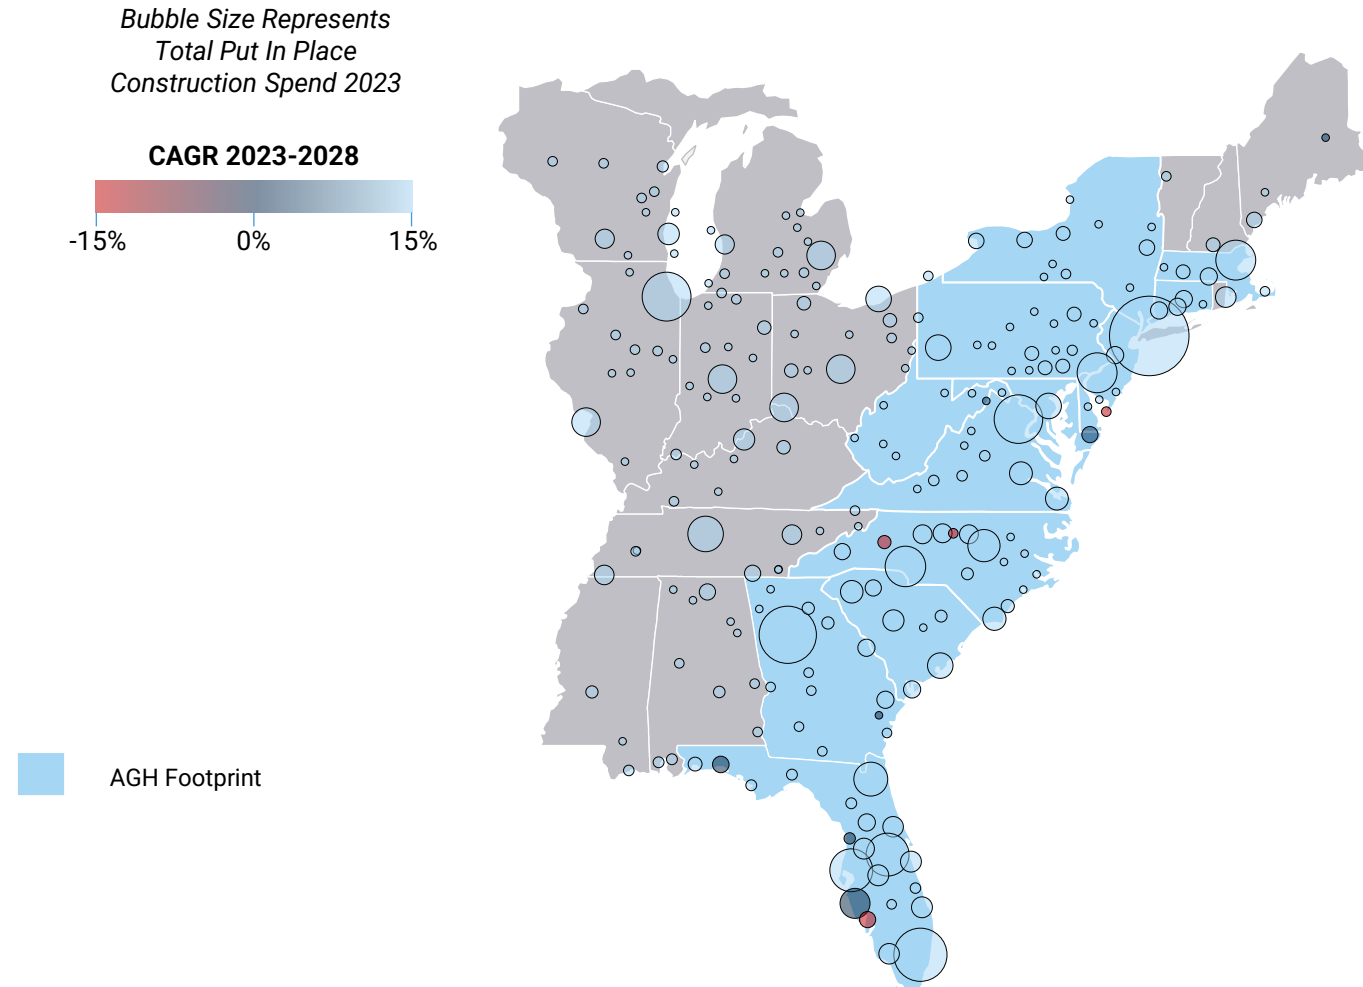 Bubble Size Represents
Total Put In Place
Construction Spend 2023
CAGR 2023-2028
-15% 0% 15%
AGH Footprint